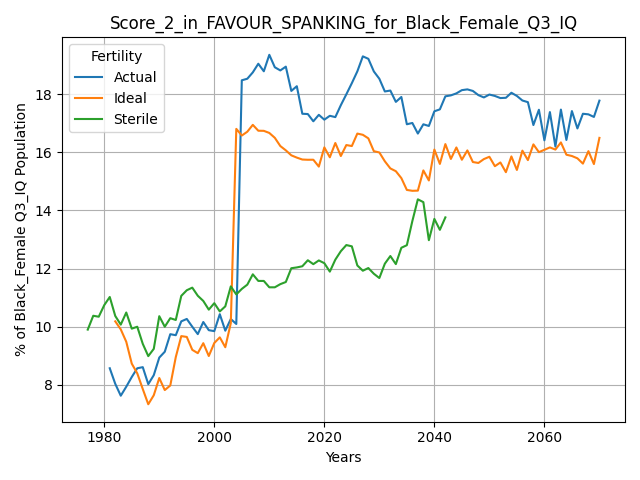 Score_2_in_FAVOUR_SPANKING_for_Black_Female_Q3_IQ
Fertility
Actual
Ideal
Sterile
% of Black_Female Q3_IQ Population
18
16
14
12
10
8
1980
2000
2020
2040
2060
Years